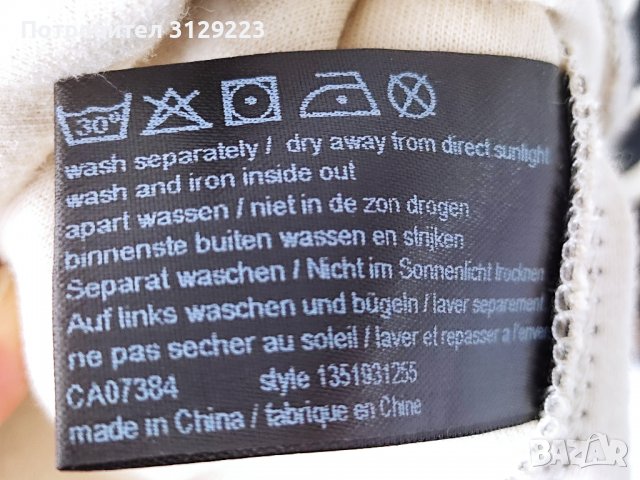 Потребител 3129223
30°
wash separately / dry away from direct sunlight
wash and iron inside out
apart wassen / niet in de zon drogen
binnenste buiten wassen en strijken
Separat waschen / Nicht im Sonnenlicht trocknen
Auf links waschen und bügeln / laver separement
ne pas secher au soleil / laver et repasser a l'enver
CA07384 style 1351931255
made in China / fabrique en Chine
BAZAR